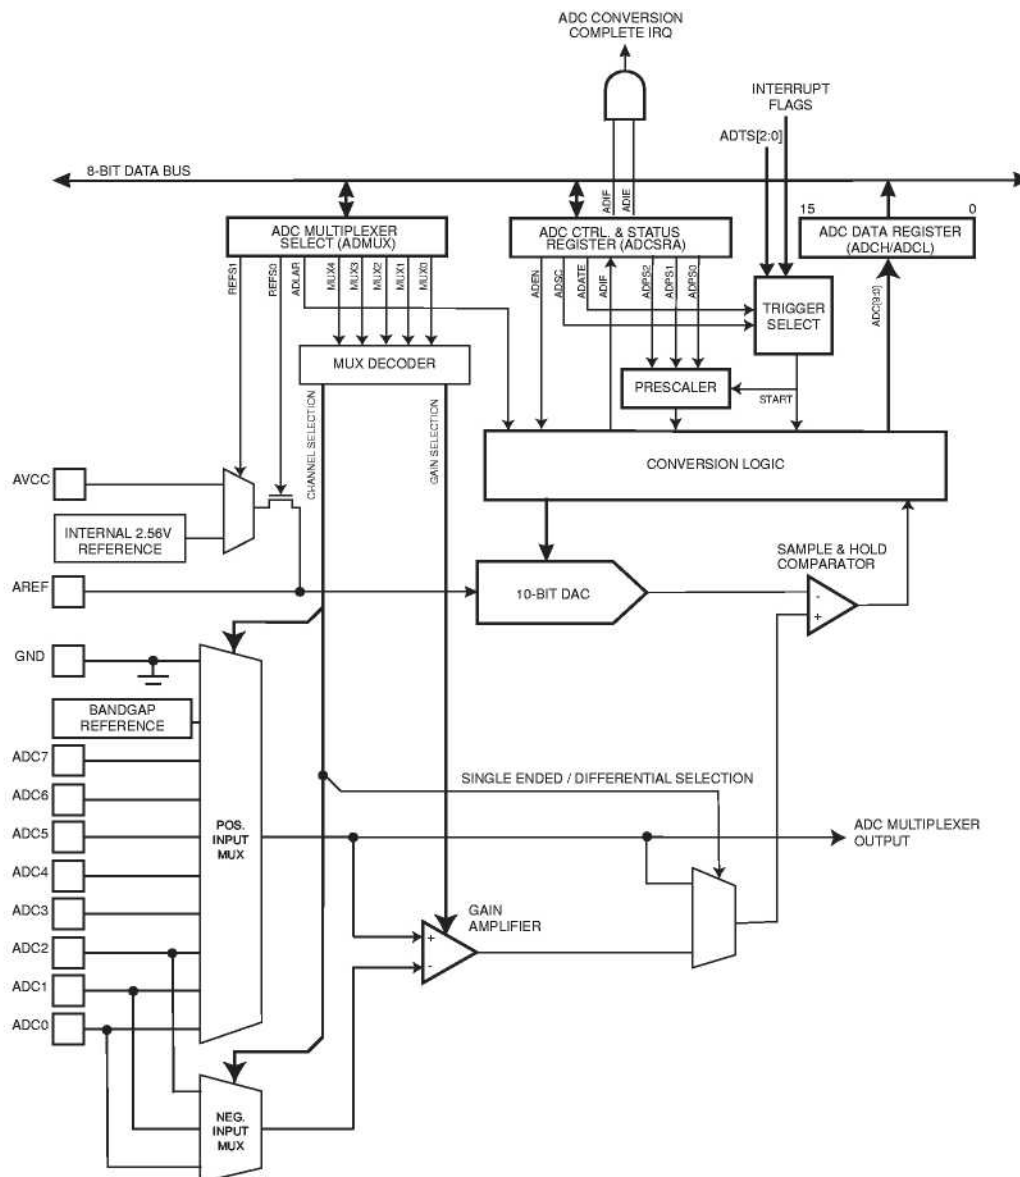 ADC CONVERSION
COMPLETE IRQ
INTERRUPT
FLAGS
ADTS[2:0]
8-BIT DATA BUS
ADIF
ADIE
15
0
ADC MULTIPLEXER
SELECT (ADMUX)
ADC CTRL. & STATUS
REGISTER (ADCSRA)
ADC DATA REGISTER
(ADCH/ADCL)
REFS1
REFS0
ADLAR
MUX4
MUX3
MUX2
MUX1
MUX0
ADEN
ADSC
ADATE
ADIF
ADPS2
ADPS1
ADPS0
ADC[9:0]
TRIGGER
SELECT
MUX DECODER
PRESCALER
START
CHANNEL SELECTION
GAIN SELECTION
CONVERSION LOGIC
AVCC
INTERNAL 2.56V
REFERENCE
SAMPLE & HOLD
COMPARATOR
AREF
10-BIT DAC
-
+
GND
BANDGAP
REFERENCE
ADC7
SINGLE ENDED / DIFFERENTIAL SELECTION
ADC6
ADC5
POS.
INPUT
MUX
ADC MULTIPLEXER
OUTPUT
ADC4
ADC3
GAIN
AMPLIFIER
+
-
ADC2
ADC1
ADC0
NEG.
INPUT
MUX